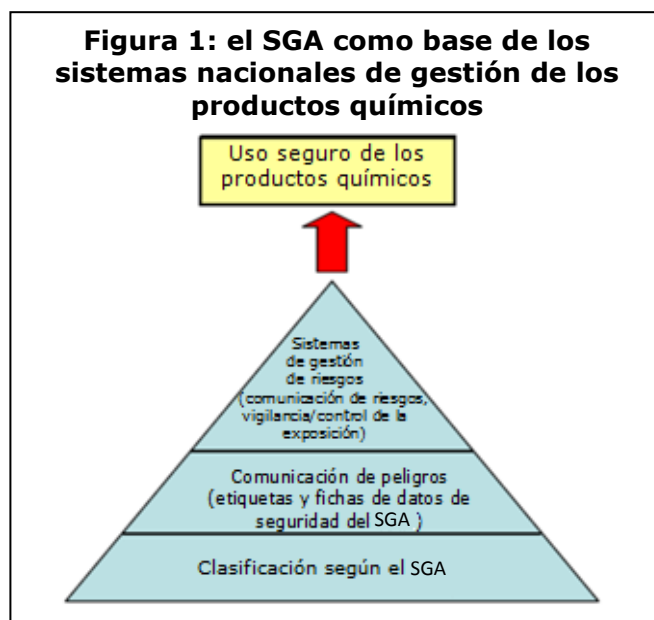 Figura 1: el SGA como base de los
sistemas nacionales de gestión de los
productos químicos
Uso seguro de los
productos químicos
Sistemas
de gestión
de riesgos
(comunicación de riesgos,
vigilancia/control de la
exposición)
Comunicación de peligros
(etiquetas y fichas de datos de
seguridad del SGA )
Clasificación según el SGA